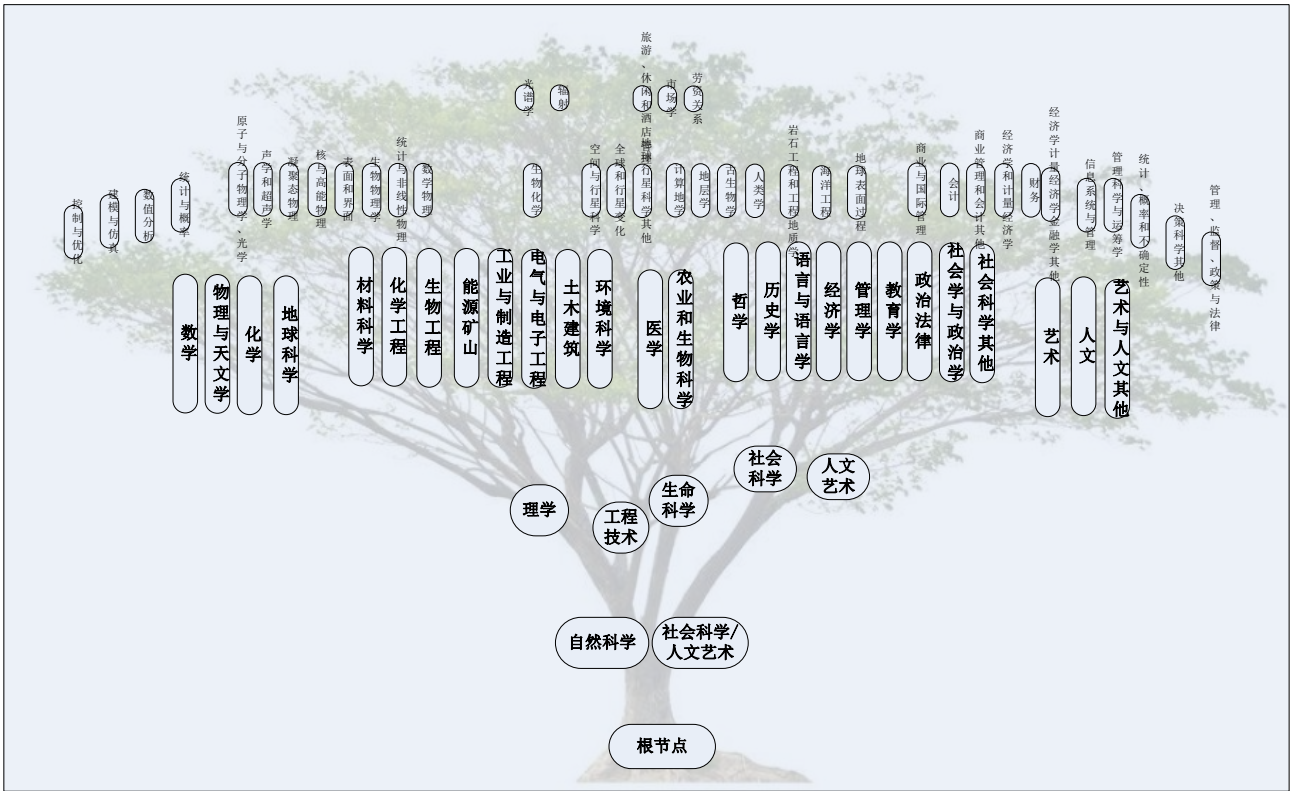 光谱学
辐射
旅游、休闲和酒店管理
市场学
劳资关系
控制与优化
建模与仿真
数值分析
统计与概率
原子与分子物理学、光学
声学和超声学
凝聚态物理
核与高能物理
表面和界面
生物物理学
统计与非线性物理
数学物理
生物化学
空间与行星科学
全球和行星变化
地球行星科学其他
计算地学
地层学
古生物学
人类学
岩石工程和工程地质学
海洋工程
地球表面过程
商业与国际管理
会计
商业管理和会计其他
经济学和计量经济学
财务
经济学计量经济学金融学其他
信息系统与管理
管理科学与运筹学
统计、概率和不确定性
决策科学其他
管理、监督、政策与法律
数学
物理与天文学
化学
地球科学
材料科学
化学工程
生物工程
能源矿山
工业与制造工程
电气与电子工程
土木建筑
环境科学
医学
农业和生物科学
哲学
历史学
语言与语言学
经济学
管理学
教育学
政治法律
社会学与政治学
社会科学其他
艺术
人文
艺术与人文其他
理学
工程
技术
生命
科学
社会
科学
人文
艺术
自然科学
社会科学/
人文艺术
根节点